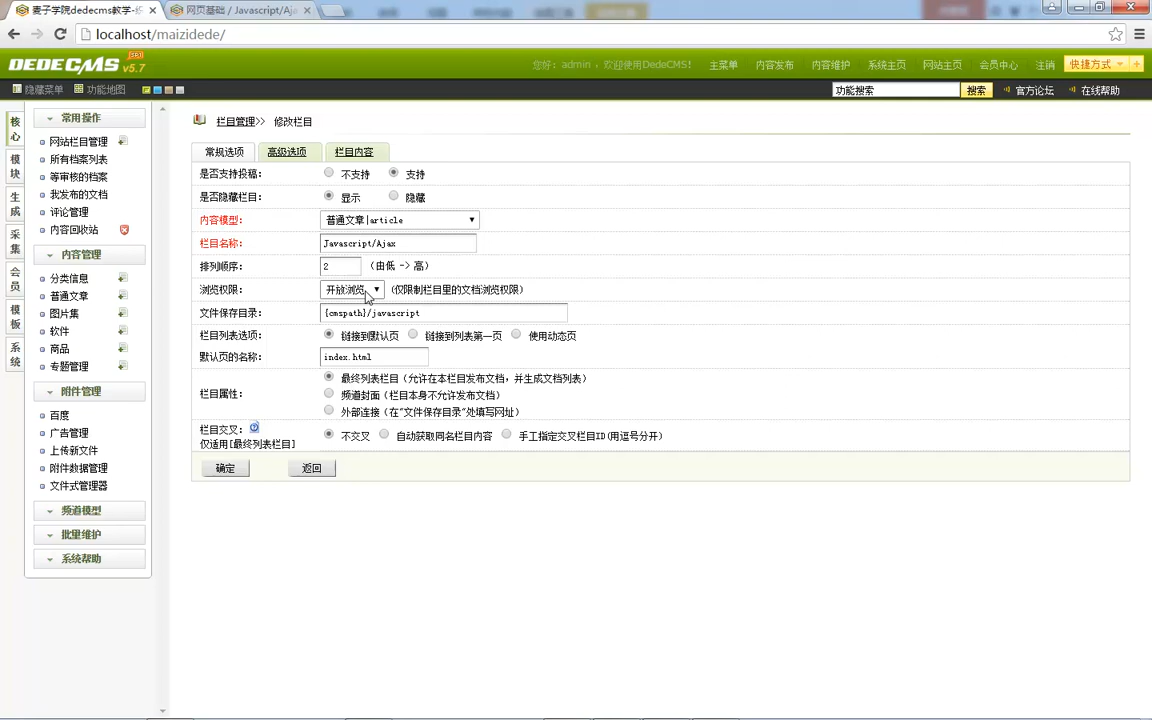 麦子学院dedecms教学-织
网页基础 / Javascript/Aja
localhost/maizidede/
DEDECMS v5.7
您好: admin ，欢迎使用DedeCMS! 主菜单 内容发布 内容维护 系统主页 网站主页 会员中心 注销 快捷方式
隐藏菜单 功能地图 功能搜索 搜索 官方论坛 在线帮助
核心
模块
生成
采集
会员
模板
系统
常用操作
网站栏目管理
所有档案列表
等审核的档案
我发布的文档
评论管理
内容回收站
内容管理
分类信息
普通文章
图片集
软件
商品
专题管理
附件管理
百度
广告管理
上传新文件
附件数据管理
文件式管理器
频道模型
批量维护
系统帮助
栏目管理>> 修改栏目
常规选项 高级选项 栏目内容
是否支持投稿: 不支持 支持
是否隐藏栏目: 显示 隐藏
内容模型: 普通文章|article
栏目名称: Javascript/Ajax
排列顺序: 2 （由低 -> 高）
浏览权限: 开放浏览 (仅限制栏目里的文档浏览权限)
文件保存目录: {cmspath}/javascript
栏目列表选项: 链接到默认页 链接到列表第一页 使用动态页
默认页的名称: index.html
栏目属性: 最终列表栏目（允许在本栏目发布文档，并生成文档列表）
频道封面（栏目本身不允许发布文档）
外部连接（在"文件保存目录"处填写网址）
栏目交叉:
仅适用[最终列表栏目] 不交叉 自动获取同名栏目内容 手工指定交叉栏目ID(用逗号分开)
确定 返回